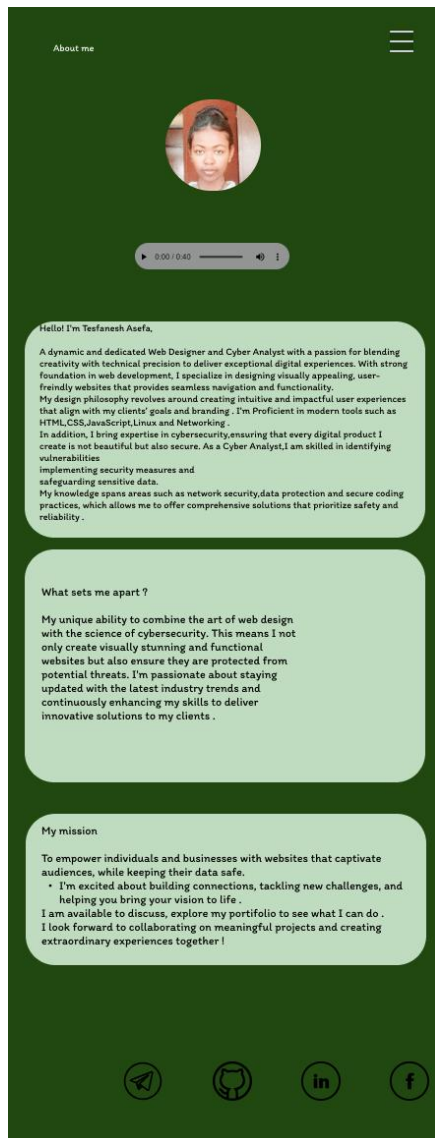 About me
0:00 / 0:40
Hello! I'm Tesfanesh Asefa,
A dynamic and dedicated Web Designer and Cyber Analyst with a passion for blending
creativity with technical precision to deliver exceptional digital experiences. With strong
foundation in web development, I specialize in designing visually appealing, user-
freindly websites that provides seamless navigation and functionality.
My design philosophy revolves around creating intuitive and impactful user experiences
that align with my clients' goals and branding . I'm Proficient in modern tools such as
HTML,CSS,JavaScript,Linux and Networking .
In addition, I bring expertise in cybersecurity,ensuring that every digital product I
create is not beautiful but also secure. As a Cyber Analyst,I am skilled in identifying
vulnerabilities
implementing security measures and
safeguarding sensitive data.
My knowledge spans areas such as network security,data protection and secure coding
practices, which allows me to offer comprehensive solutions that prioritize safety and
reliability .
What sets me apart ?
My unique ability to combine the art of web design
with the science of cybersecurity. This means I not
only create visually stunning and functional
websites but also ensure they are protected from
potential threats. I'm passionate about staying
updated with the latest industry trends and
continuously enhancing my skills to deliver
innovative solutions to my clients .
My mission
To empower individuals and businesses with websites that captivate
audiences, while keeping their data safe.
• I'm excited about building connections, tackling new challenges, and
helping you bring your vision to life .
I am available to discuss, explore my portifolio to see what I can do .
I look forward to collaborating on meaningful projects and creating
extraordinary experiences together !
in
f